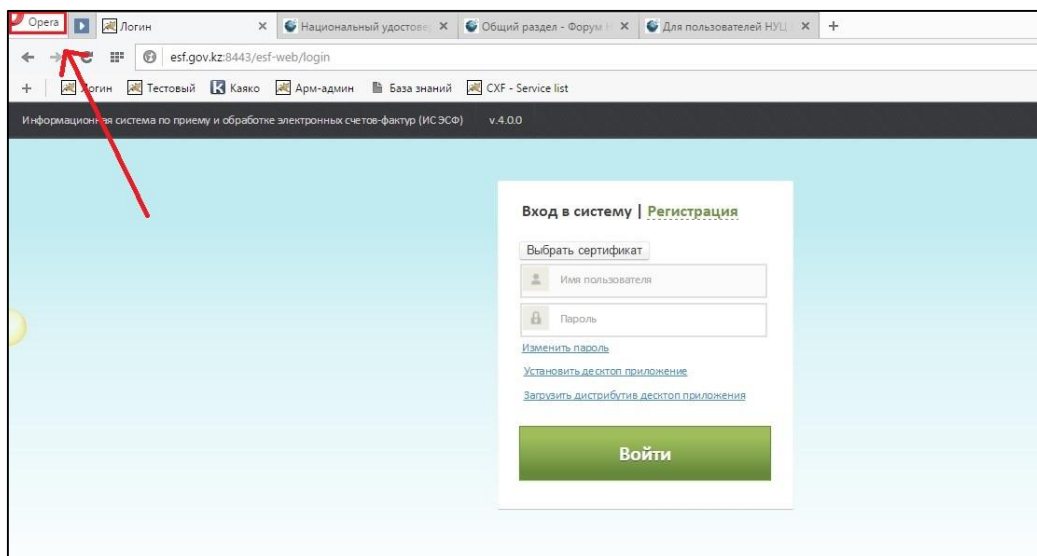 Opera
Логин
Национальный удостове
Общий раздел - Форум Н
Для пользователей НУЦ
esf.gov.kz:8443/esf-web/login
Логин Тестовый Каяко Арм-админ База знаний CXF - Service list
Информационная система по приему и обработке электронных счетов-фактур (ИС ЭСФ) v.4.0.0
Вход в систему | Регистрация
Выбрать сертификат
Имя пользователя
Пароль
Изменить пароль
Установить десктоп приложение
Загрузить дистрибутив десктоп приложения
Войти